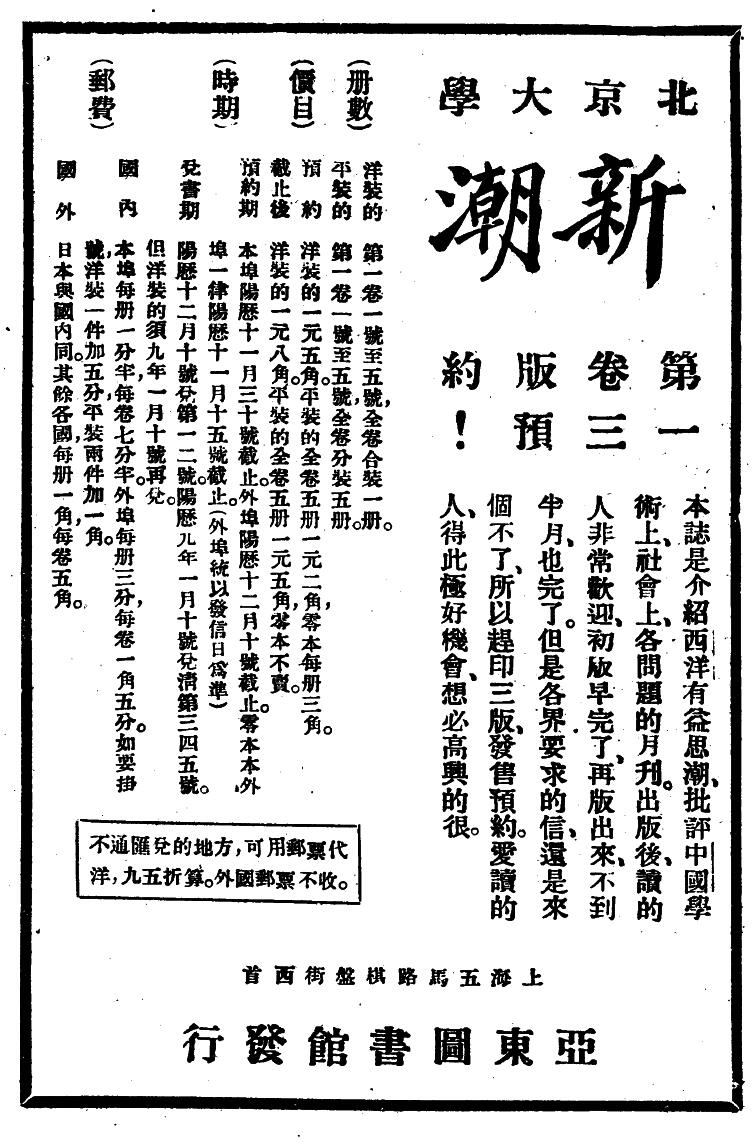 北京大學
新潮
第一卷三版預約！
本誌是介紹西洋有益思潮、批評中國學
術上、社會上、各問題的月刊。出版後、讀的
人非常歡迎、初版早完了、再版出來、不到
半月、也完了。但是各界要求的信、還是來
個不了、所以趕印三版、發售預約。愛讀的
人、得此極好機會、想必高興的很。
（册數）
洋裝的　第一卷一號至五號，全卷合裝一册。
平裝的　第一卷一號至五號，全卷分裝五册。
（價目）
預約　洋裝的一元五角。平裝的全卷五册一元二角，零本每册三角。
截止後　洋裝的一元八角。平裝的全卷五册一元五角，零本不賣。
（時期）
預約期　本埠陽曆十一月三十號截止。外埠陽曆十二月十號截止。零本本外
埠一律陽曆十一月十五號截止。（外埠統以發信日爲準）
兌書期　陽曆十二月十號兌第一二號。陽曆九年一月十號兌清第三四五號。
但洋裝的須九年一月十號再兌。
（郵費）
國內　本埠每册一分半，每卷七分半。外埠每册三分，每卷一角五分。如要掛
號，洋裝一件加五分，平裝兩件加一角。
國外　日本與國內同。其餘各國，每册一角，每卷五角。
不通匯兌的地方，可用郵票代
洋，九五折算。外國郵票不收。
上海五馬路棋盤街西首
亞東圖書館發行